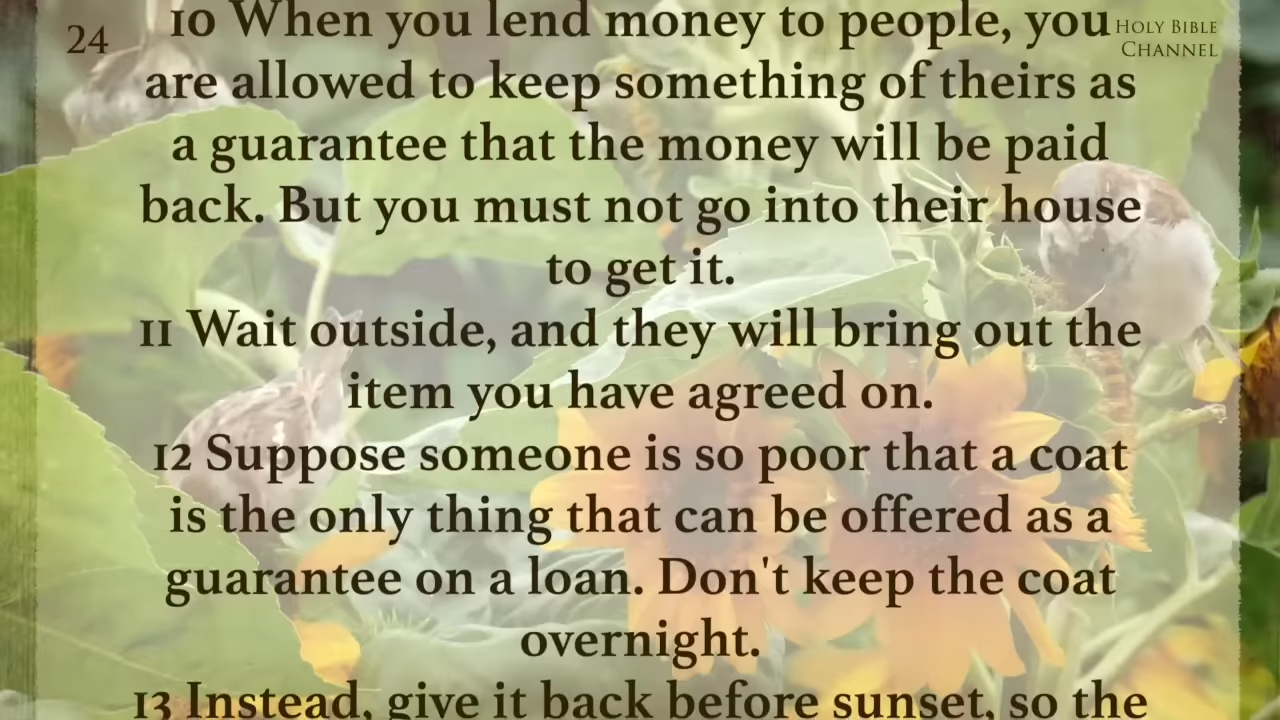 24
HOLY BIBLE
CHANNEL
10 When you lend money to people, you
are allowed to keep something of theirs as
a guarantee that the money will be paid
back. But you must not go into their house
to get it.
11 Wait outside, and they will bring out the
item you have agreed on.
12 Suppose someone is so poor that a coat
is the only thing that can be offered as a
guarantee on a loan. Don't keep the coat
overnight.
13 Instead, give it back before sunset, so the